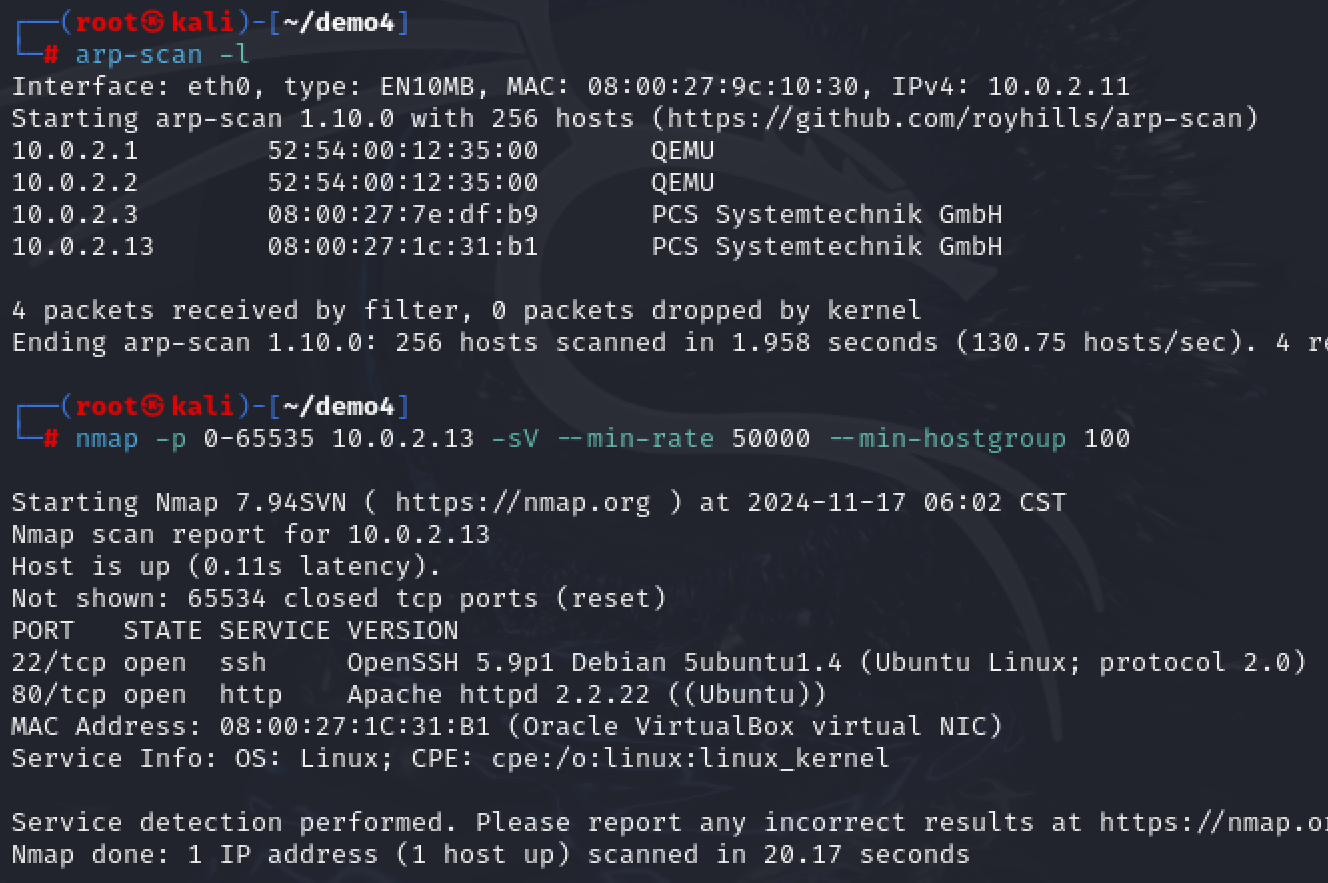 ┌──(root㉿kali)-[~/demo4]
└─# arp-scan -l
Interface: eth0, type: EN10MB, MAC: 08:00:27:9c:10:30, IPv4: 10.0.2.11
Starting arp-scan 1.10.0 with 256 hosts (https://github.com/royhills/arp-scan)
10.0.2.1        52:54:00:12:35:00       QEMU
10.0.2.2        52:54:00:12:35:00       QEMU
10.0.2.3        08:00:27:7e:df:b9       PCS Systemtechnik GmbH
10.0.2.13       08:00:27:1c:31:b1       PCS Systemtechnik GmbH
4 packets received by filter, 0 packets dropped by kernel
Ending arp-scan 1.10.0: 256 hosts scanned in 1.958 seconds (130.75 hosts/sec). 4
┌──(root㉿kali)-[~/demo4]
└─# nmap -p 0-65535 10.0.2.13 -sV --min-rate 50000 --min-hostgroup 100
Starting Nmap 7.94SVN ( https://nmap.org ) at 2024-11-17 06:02 CST
Nmap scan report for 10.0.2.13
Host is up (0.11s latency).
Not shown: 65534 closed tcp ports (reset)
PORT   STATE SERVICE VERSION
22/tcp open  ssh     OpenSSH 5.9p1 Debian 5ubuntu1.4 (Ubuntu Linux; protocol 2.0)
80/tcp open  http    Apache httpd 2.2.22 ((Ubuntu))
MAC Address: 08:00:27:1C:31:B1 (Oracle VirtualBox virtual NIC)
Service Info: OS: Linux; CPE: cpe:/o:linux:linux_kernel
Service detection performed. Please report any incorrect results at https://nmap.o
Nmap done: 1 IP address (1 host up) scanned in 20.17 seconds